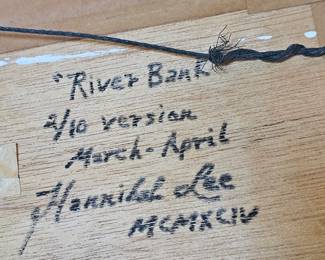 "River Bank"
2/10 version
March-April
Hannibal Lee
MCMXCIV